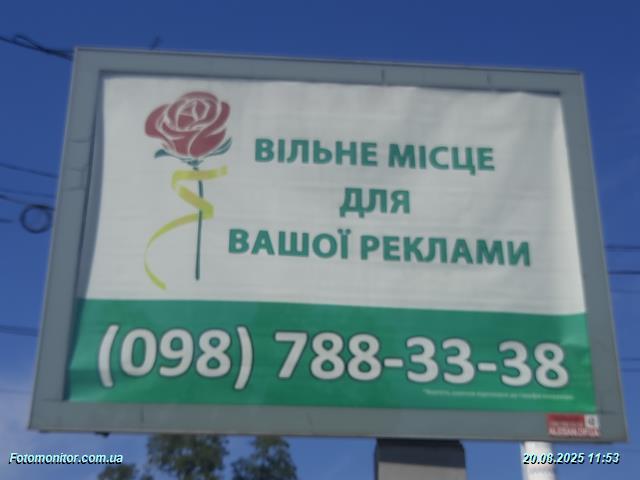 ВІЛЬНЕ МІСЦЕ
ДЛЯ
ВАШОЇ РЕКЛАМИ
(098) 788-33-38
Fotomonitor.com.ua
20.08.2025 11:53